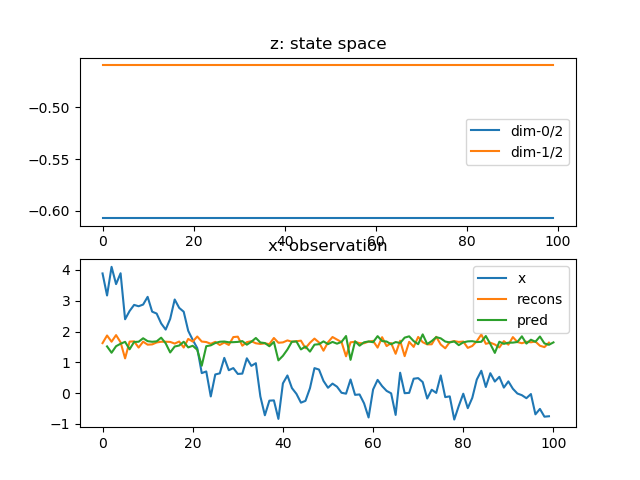 z: state space
−0.50
−0.55
−0.60
dim-0/2
dim-1/2
0 20 40 60 80 100
x: observation
4
3
2
1
0
−1
x
recons
pred
0 20 40 60 80 100